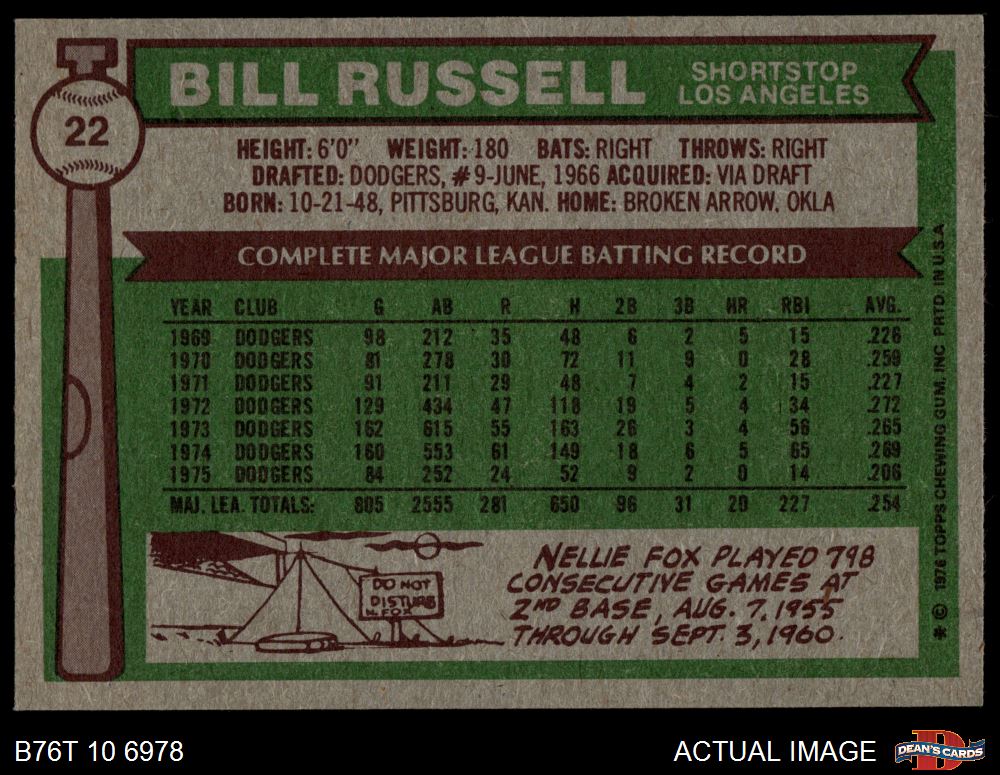 T
22
BILL RUSSELL
SHORTSTOP
LOS ANGELES
HEIGHT: 6'0" WEIGHT: 180 BATS: RIGHT THROWS: RIGHT
DRAFTED: DODGERS, #9-JUNE, 1966 ACQUIRED: VIA DRAFT
BORN: 10-21-48, PITTSBURG, KAN. HOME: BROKEN ARROW, OKLA
COMPLETE MAJOR LEAGUE BATTING RECORD
YEAR CLUB G AB R H 2B 3B HR RBI AVG.
1969 DODGERS 98 212 35 48 6 2 5 15 .226
1970 DODGERS 81 278 30 72 11 9 0 28 .259
1971 DODGERS 91 211 29 48 7 4 2 15 .227
1972 DODGERS 129 434 47 118 19 5 4 34 .272
1973 DODGERS 162 615 55 163 26 3 4 56 .265
1974 DODGERS 160 553 61 149 18 6 5 65 .269
1975 DODGERS 84 252 24 52 9 2 0 14 .206
MAJ. LEA. TOTALS: 805 2555 281 650 96 31 20 227 .254
DO NOT
DISTURB
N. FOX
NELLIE FOX PLAYED 798
CONSECUTIVE GAMES AT
2ND BASE, AUG. 7, 1955
THROUGH SEPT. 3, 1960.
* © 1976 TOPPS CHEWING GUM, INC PRTD IN U.S.A
B76T 10 6978
ACTUAL IMAGE
D
DEAN'S CARDS